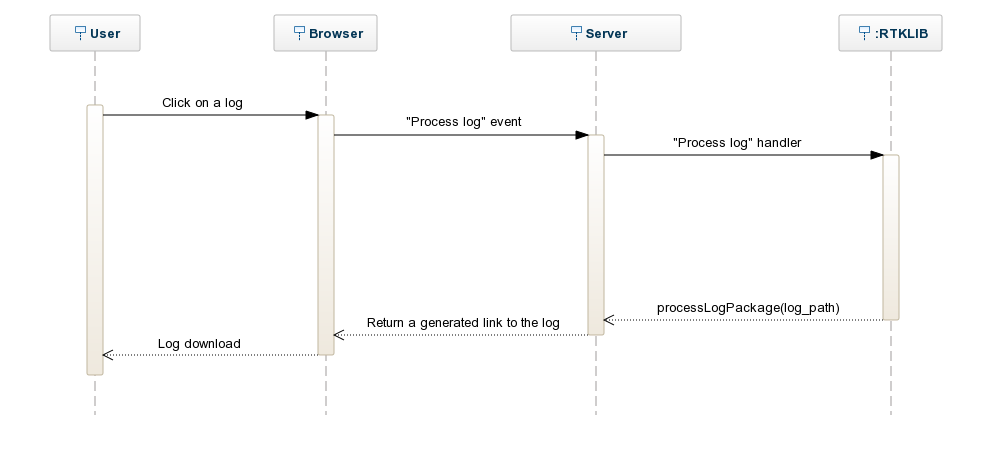 User
Browser
Server
:RTKLIB
Click on a log
"Process log" event
"Process log" handler
processLogPackage(log_path)
Return a generated link to the log
Log download